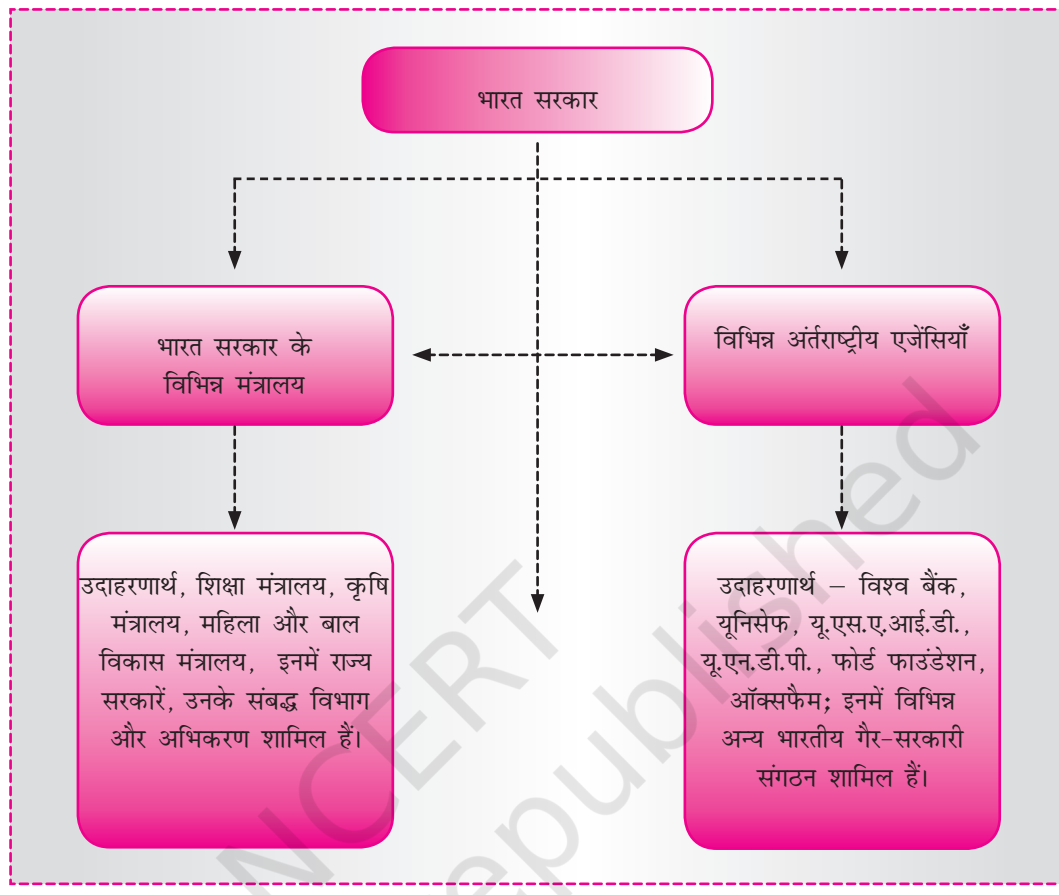 भारत सरकार
भारत सरकार के
विभिन्न मंत्रालय
विभिन्न अंर्तराष्ट्रीय एजेंसियाँ
उदाहरणार्थ, शिक्षा मंत्रालय, कृषि
मंत्रालय, महिला और बाल
विकास मंत्रालय, इनमें राज्य
सरकारें, उनके संबद्ध विभाग
और अभिकरण शामिल हैं।
उदाहरणार्थ – विश्व बैंक,
यूनिसेफ, यू.एस.ए.आई.डी.,
यू.एन.डी.पी., फोर्ड फाउंडेशन,
ऑक्सफैम; इनमें विभिन्न
अन्य भारतीय गैर-सरकारी
संगठन शामिल हैं।
NCERT
republished